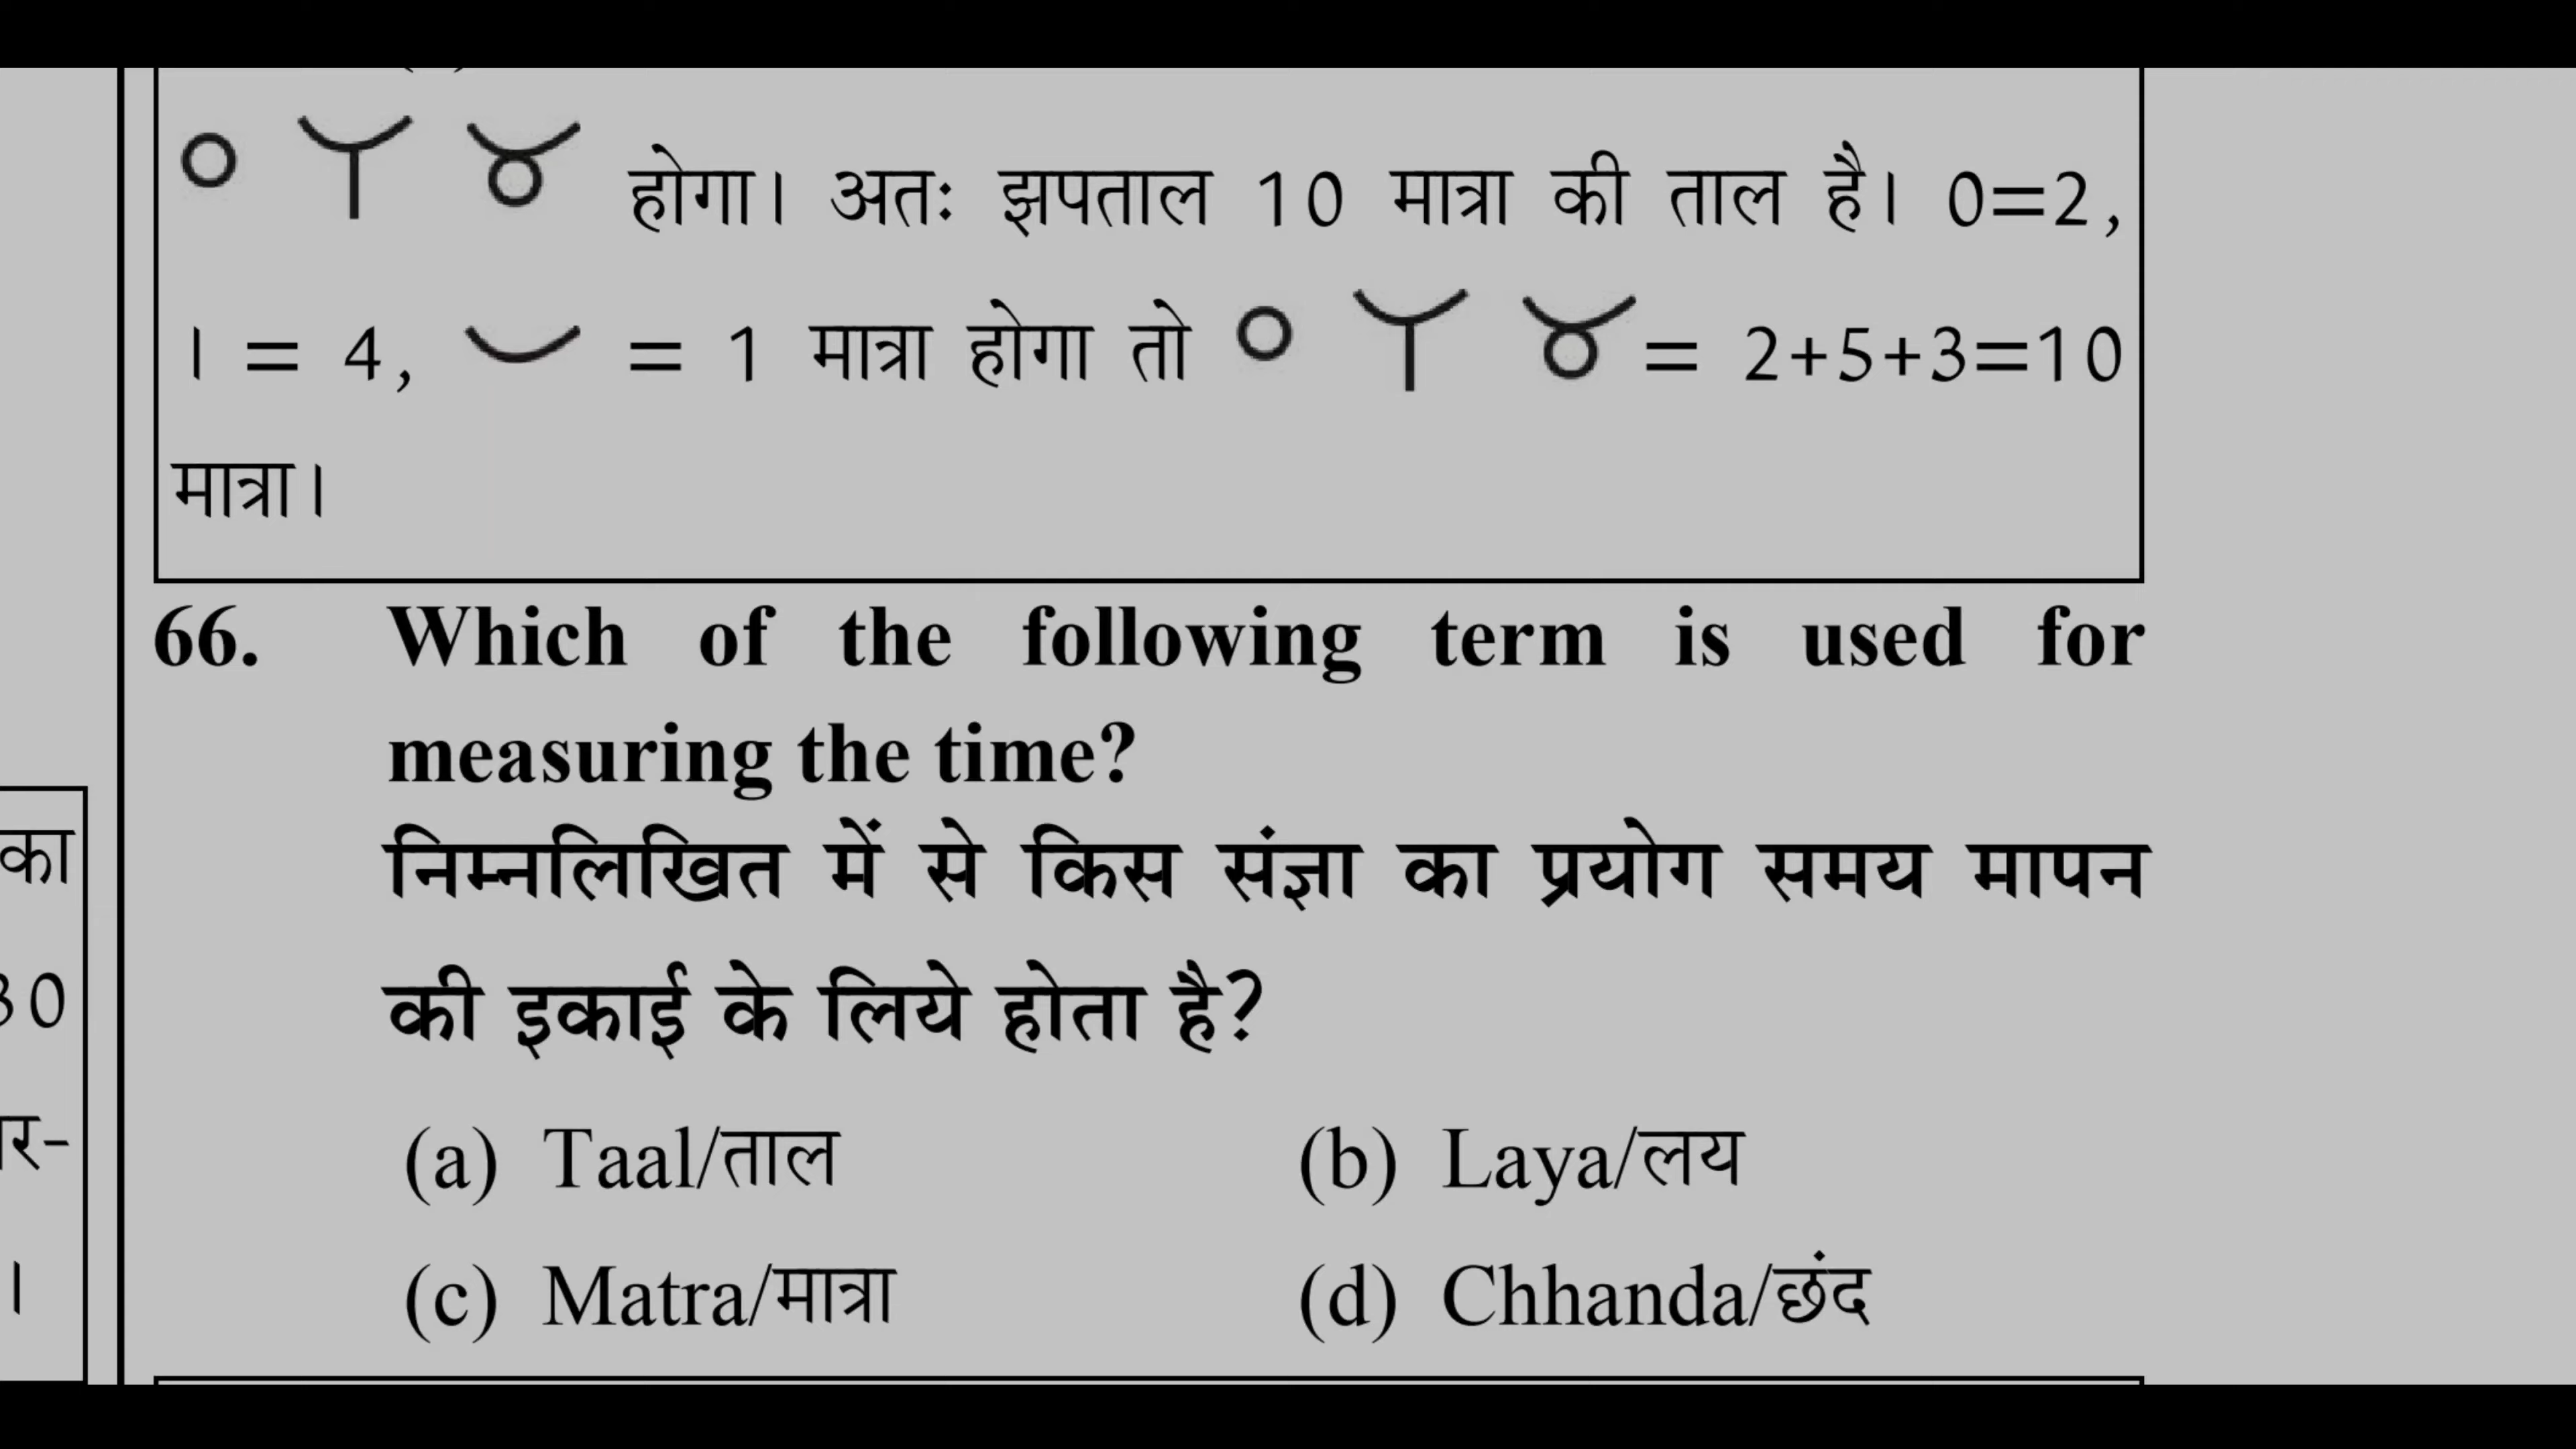 होगा। अतः झपताल 10 मात्रा की ताल है। 0=2,
। = 4, = 1 मात्रा होगा तो = 2+5+3=10
मात्रा।
66. Which of the following term is used for
measuring the time?
निम्नलिखित में से किस संज्ञा का प्रयोग समय मापन
की इकाई के लिये होता है?
(a) Taal/ताल (b) Laya/लय
(c) Matra/मात्रा (d) Chhanda/छंद
का
30
र-
।